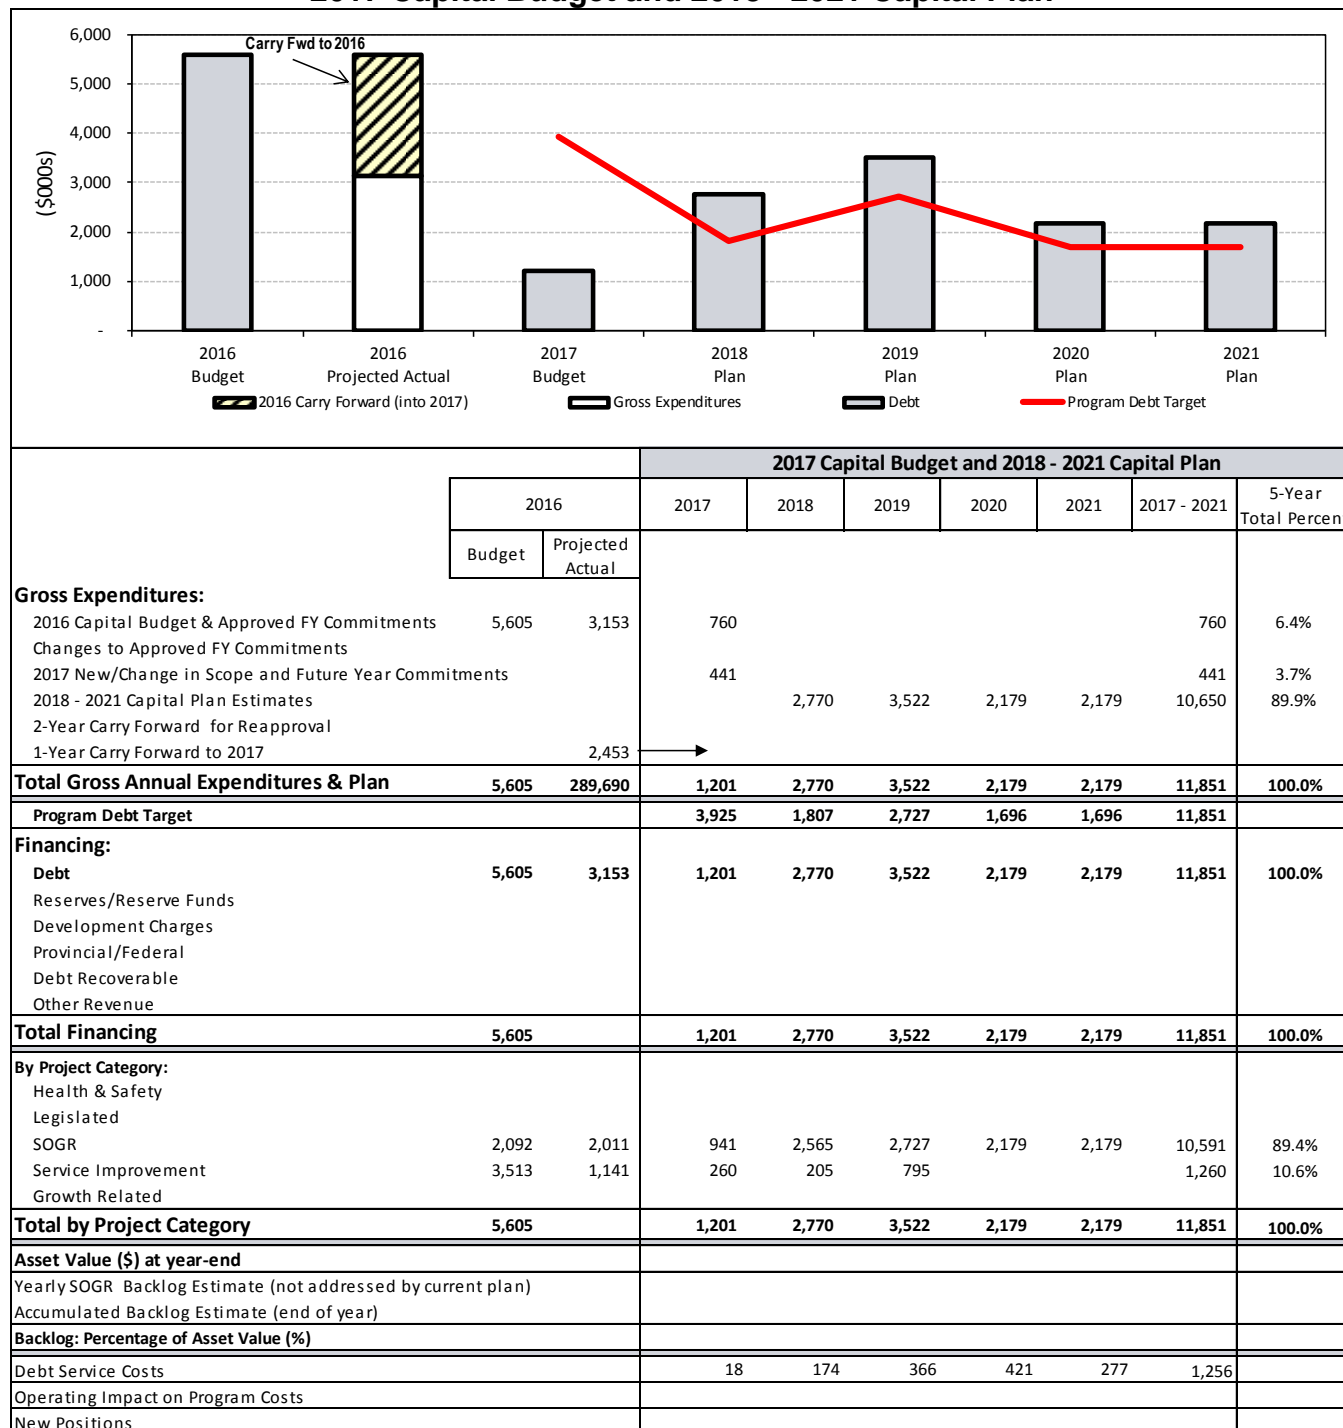 2017 Capital Budget and 2018 - 2021 Capital Plan
6,000
5,000
4,000
3,000
2,000
1,000
-
($000s)
Carry Fwd to 2016
2016 Budget
2016 Projected Actual
2017 Budget
2018 Plan
2019 Plan
2020 Plan
2021 Plan
2016 Carry Forward (into 2017) Gross Expenditures Debt Program Debt Target
2017 Capital Budget and 2018 - 2021 Capital Plan
2016 2017 2018 2019 2020 2021 2017 - 2021 5-Year Total Percen
Budget Projected Actual
Gross Expenditures:
2016 Capital Budget & Approved FY Commitments 5,605 3,153 760 760 6.4%
Changes to Approved FY Commitments
2017 New/Change in Scope and Future Year Commitments 441 441 3.7%
2018 - 2021 Capital Plan Estimates 2,770 3,522 2,179 2,179 10,650 89.9%
2-Year Carry Forward for Reapproval
1-Year Carry Forward to 2017 2,453
Total Gross Annual Expenditures & Plan 5,605 289,690 1,201 2,770 3,522 2,179 2,179 11,851 100.0%
Program Debt Target 3,925 1,807 2,727 1,696 1,696 11,851
Financing:
Debt 5,605 3,153 1,201 2,770 3,522 2,179 2,179 11,851 100.0%
Reserves/Reserve Funds
Development Charges
Provincial/Federal
Debt Recoverable
Other Revenue
Total Financing 5,605 1,201 2,770 3,522 2,179 2,179 11,851 100.0%
By Project Category:
Health & Safety
Legislated
SOGR 2,092 2,011 941 2,565 2,727 2,179 2,179 10,591 89.4%
Service Improvement 3,513 1,141 260 205 795 1,260 10.6%
Growth Related
Total by Project Category 5,605 1,201 2,770 3,522 2,179 2,179 11,851 100.0%
Asset Value ($) at year-end
Yearly SOGR Backlog Estimate (not addressed by current plan)
Accumulated Backlog Estimate (end of year)
Backlog: Percentage of Asset Value (%)
Debt Service Costs 18 174 366 421 277 1,256
Operating Impact on Program Costs
New Positions